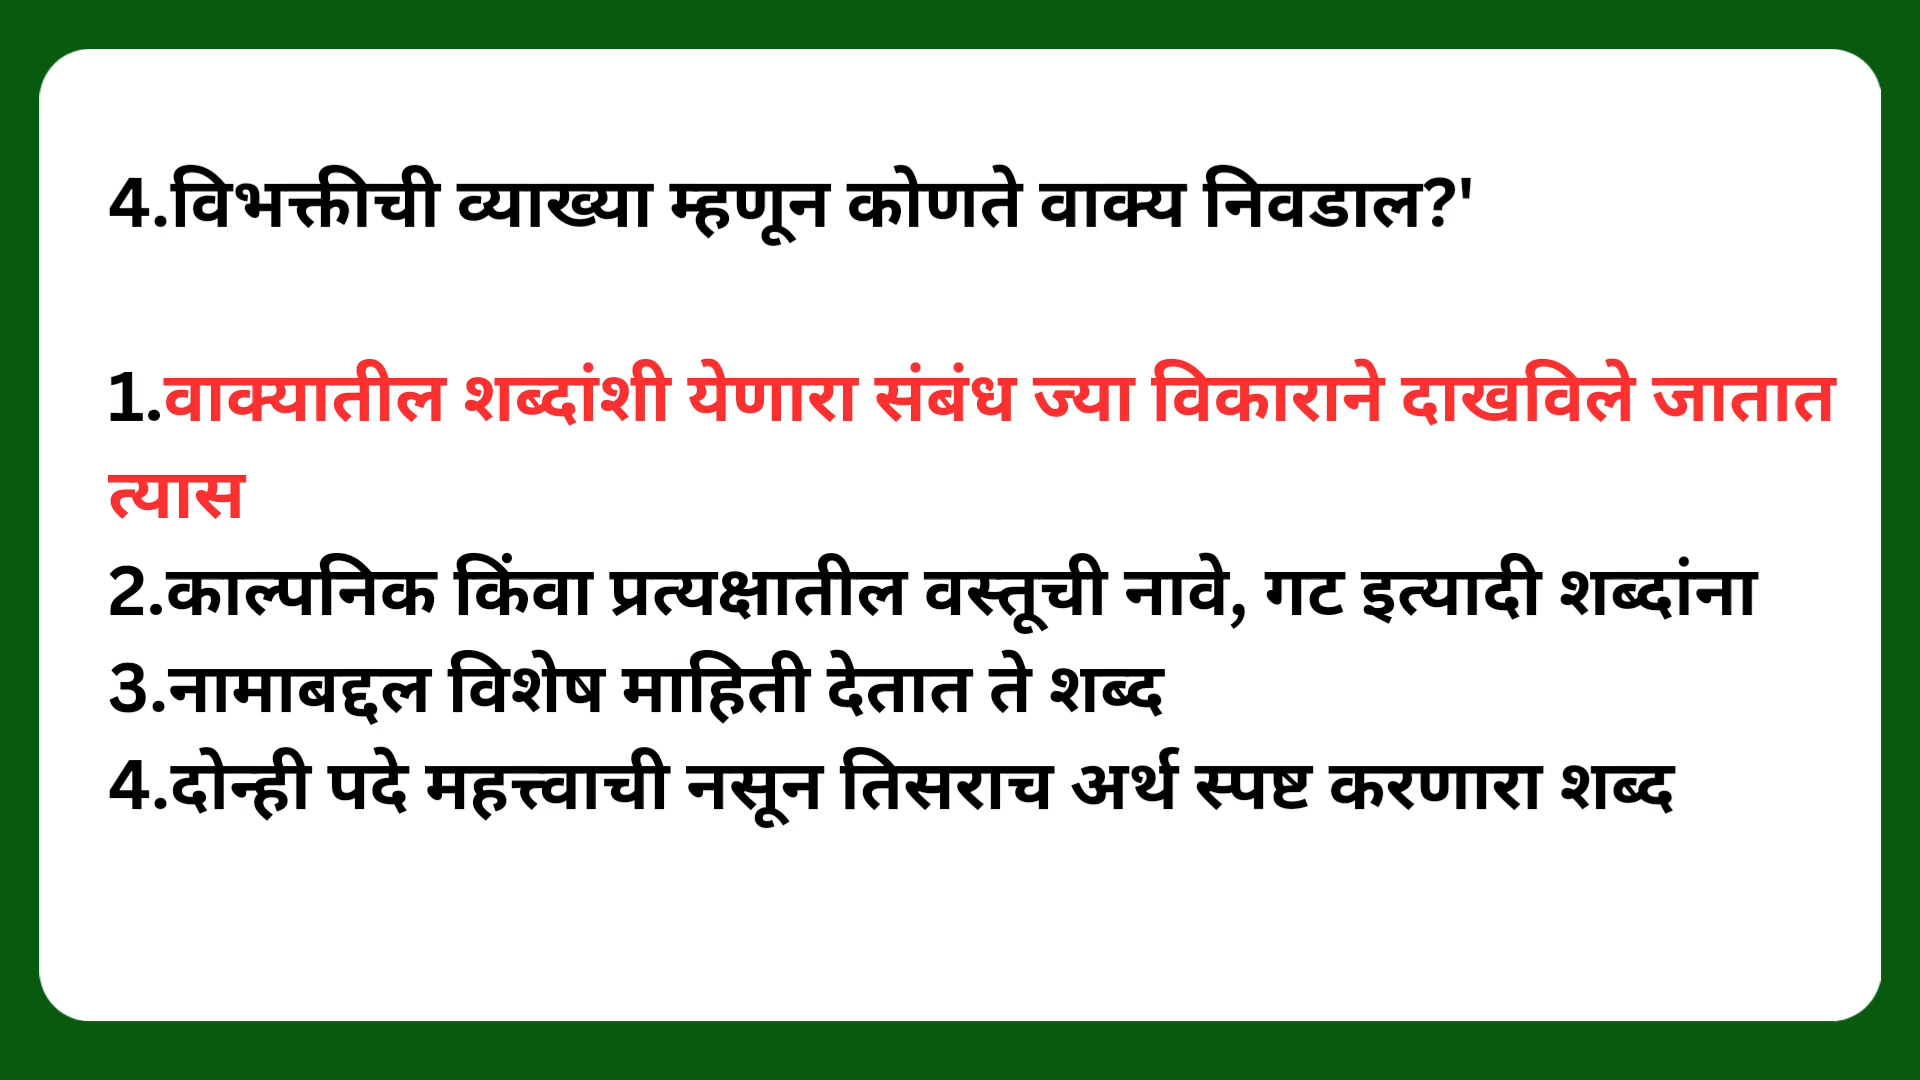 4.विभक्तीची व्याख्या म्हणून कोणते वाक्य निवडाल?'
1.वाक्यातील शब्दांशी येणारा संबंध ज्या विकाराने दाखविले जातात
त्यास
2.काल्पनिक किंवा प्रत्यक्षातील वस्तूची नावे, गट इत्यादी शब्दांना
3.नामाबद्दल विशेष माहिती देतात ते शब्द
4.दोन्ही पदे महत्त्वाची नसून तिसराच अर्थ स्पष्ट करणारा शब्द